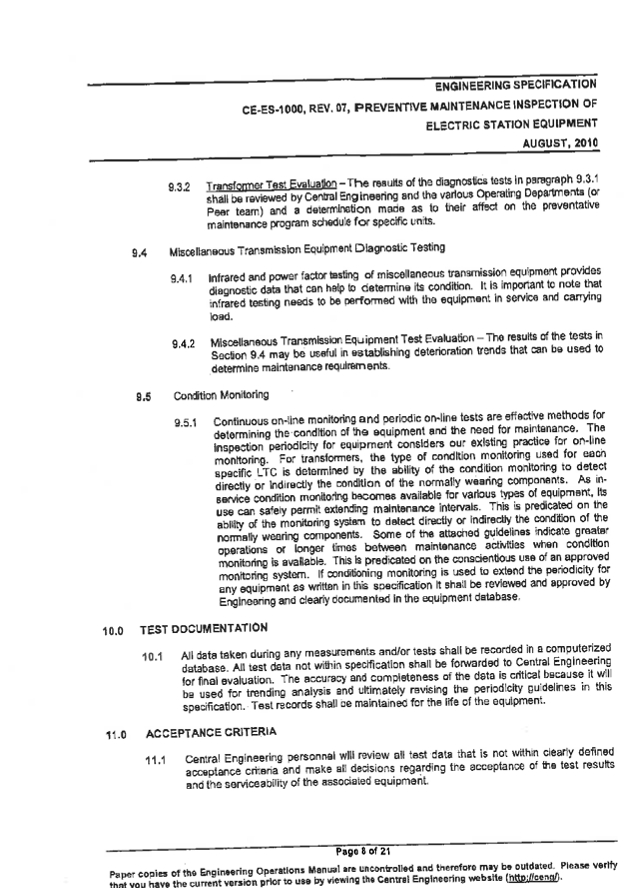 ENGINEERING SPECIFICATION
CE-ES-1000, REV. 07, PREVENTIVE MAINTENANCE INSPECTION OF
ELECTRIC STATION EQUIPMENT
AUGUST, 2010
9.3.2 Transformer Test Evaluation – The results of the diagnostics tests in paragraph 9.3.1
shall be reviewed by Central Engineering and the various Operating Departments (or
Peer team) and a determination made as to their affect on the preventative
maintenance program schedule for specific units.
9.4 Miscellaneous Transmission Equipment Diagnostic Testing
9.4.1 Infrared and power factor testing of miscellaneous transmission equipment provides
diagnostic data that can help to determine its condition. It is important to note that
infrared testing needs to be performed with the equipment in service and carrying
load.
9.4.2 Miscellaneous Transmission Equipment Test Evaluation – The results of the tests in
Section 9.4 may be useful in establishing deterioration trends that can be used to
determine maintenance requirements.
9.5 Condition Monitoring
9.5.1 Continuous on-line monitoring and periodic on-line tests are effective methods for
determining the condition of the equipment and the need for maintenance. The
inspection periodicity for equipment considers our existing practice for on-line
monitoring. For transformers, the type of condition monitoring used for each
specific LTC is determined by the ability of the condition monitoring to detect
directly or indirectly the condition of the normally wearing components. As in-
service condition monitoring becomes available for various types of equipment, its
use can safely permit extending maintenance intervals. This is predicated on the
ability of the monitoring system to detect directly or indirectly the condition of the
normally wearing components. Some of the attached guidelines indicate greater
operations or longer times between maintenance activities when condition
monitoring is available. This is predicated on the conscientious use of an approved
monitoring system. If conditioning monitoring is used to extend the periodicity for
any equipment as written in this specification it shall be reviewed and approved by
Engineering and clearly documented in the equipment database.
10.0 TEST DOCUMENTATION
10.1 All data taken during any measurements and/or tests shall be recorded in a computerized
database. All test data not within specification shall be forwarded to Central Engineering
for final evaluation. The accuracy and completeness of the data is critical because it will
be used for trending analysis and ultimately revising the periodicity guidelines in this
specification. Test records shall be maintained for the life of the equipment.
11.0 ACCEPTANCE CRITERIA
11.1 Central Engineering personnel will review all test data that is not within clearly defined
acceptance criteria and make all decisions regarding the acceptance of the test results
and the serviceability of the associated equipment.
Page 8 of 21
Paper copies of the Engineering Operations Manual are uncontrolled and therefore may be outdated. Please verify
that you have the current version prior to use by viewing the Central Engineering website (http://ceng/).